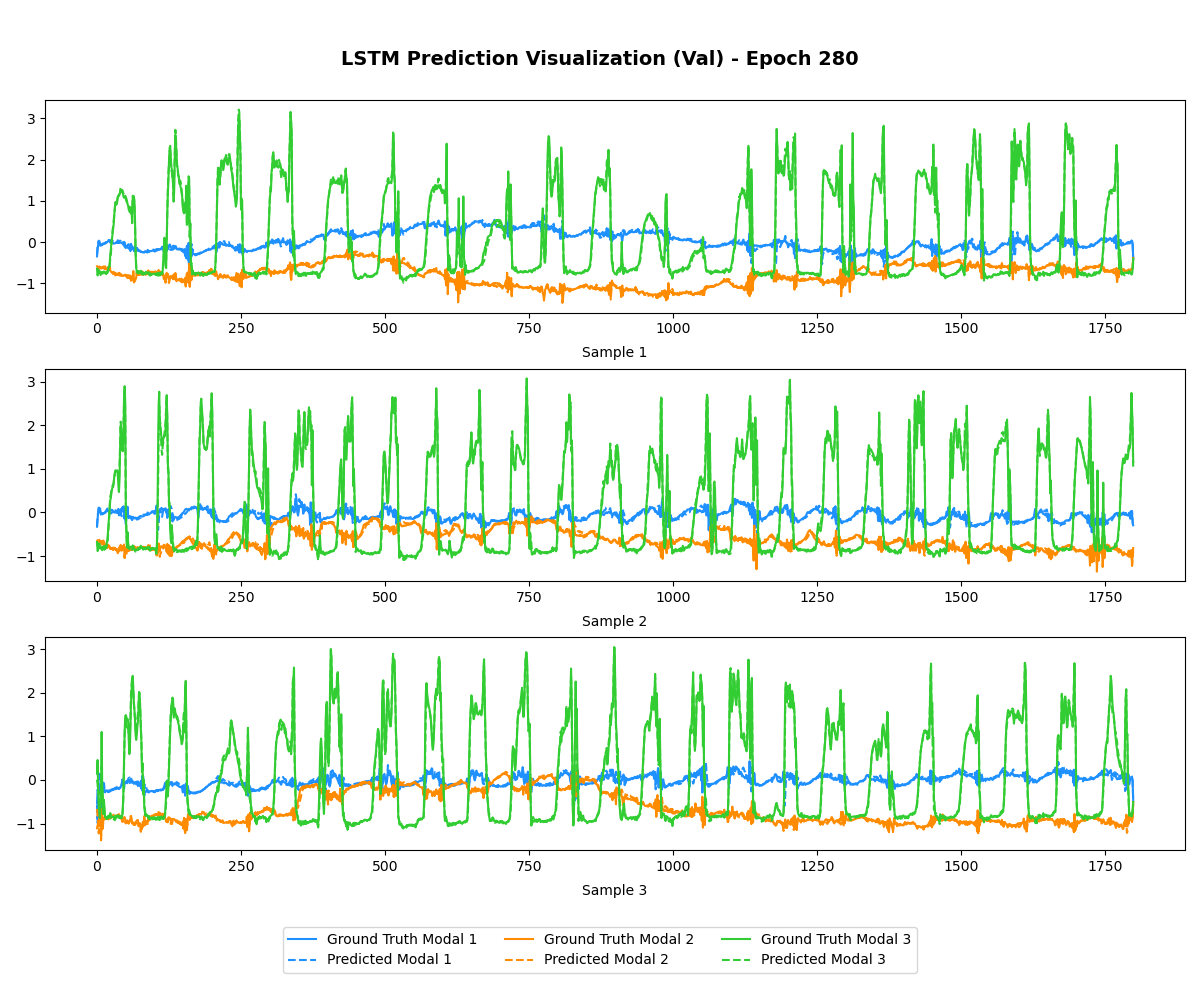 LSTM Prediction Visualization (Val) - Epoch 280
3
2
1
0
−1
0 250 500 750 1000 1250 1500 1750
Sample 1
3
2
1
0
−1
0 250 500 750 1000 1250 1500 1750
Sample 2
3
2
1
0
−1
0 250 500 750 1000 1250 1500 1750
Sample 3
Ground Truth Modal 1 Ground Truth Modal 2 Ground Truth Modal 3
Predicted Modal 1 Predicted Modal 2 Predicted Modal 3